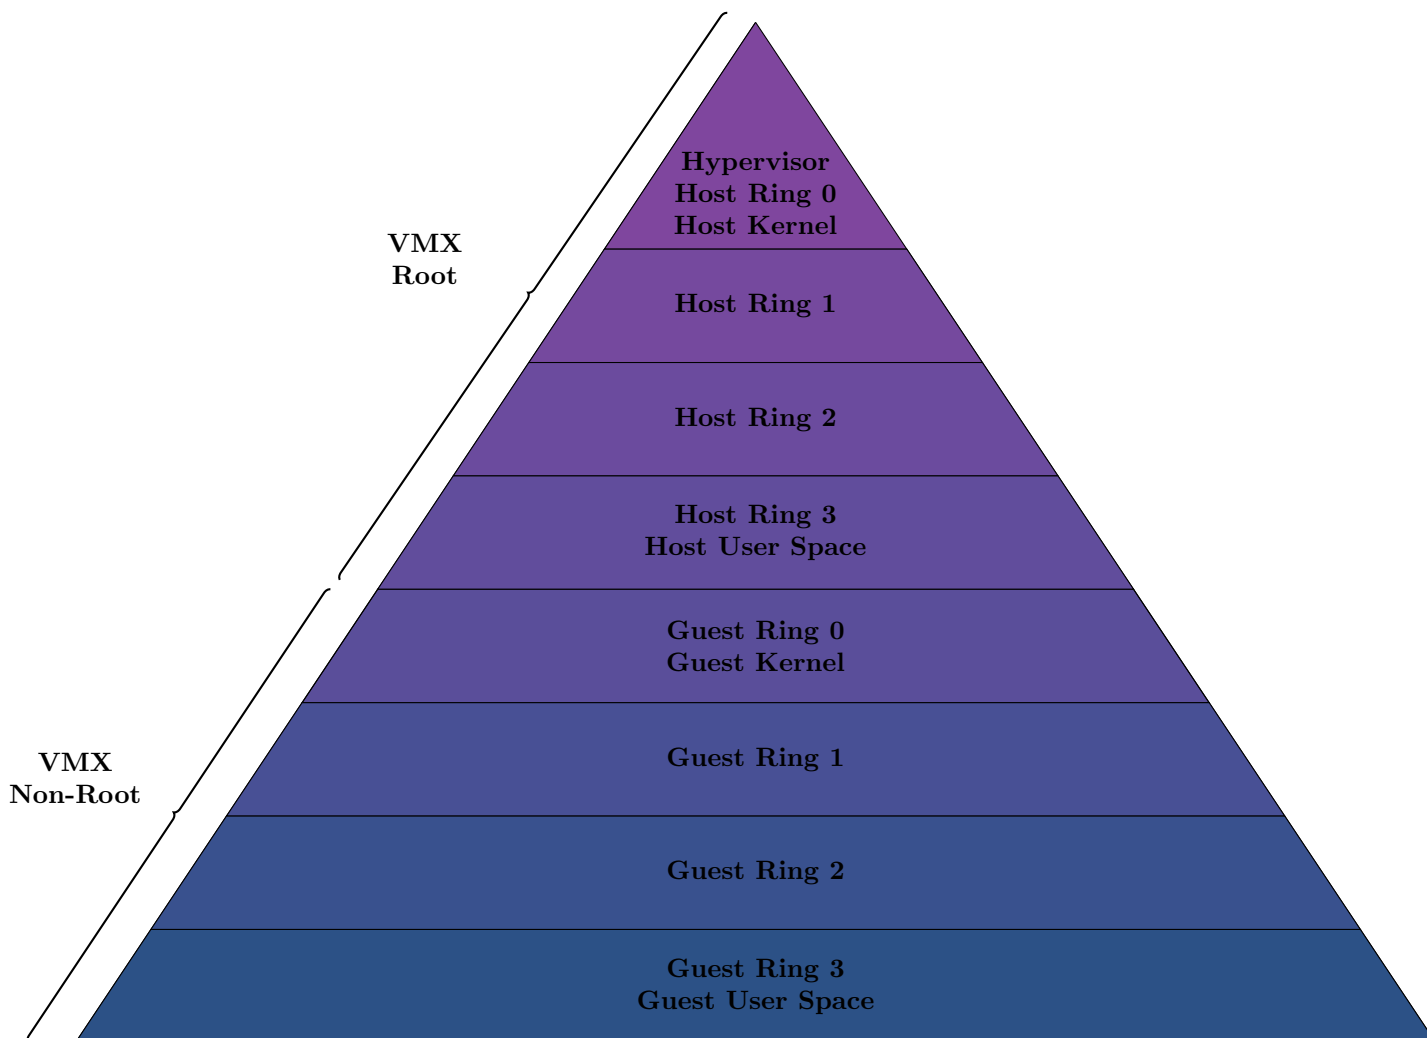 Hypervisor
Host Ring 0
Host Kernel
VMX
Root
Host Ring 1
Host Ring 2
Host Ring 3
Host User Space
Guest Ring 0
Guest Kernel
VMX
Non-Root
Guest Ring 1
Guest Ring 2
Guest Ring 3
Guest User Space